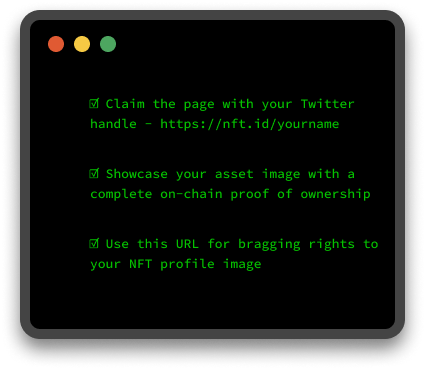 ☑ Claim the page with your Twitter
handle - https://nft.id/yourname
☑ Showcase your asset image with a
complete on-chain proof of ownership
☑ Use this URL for bragging rights to
your NFT profile image